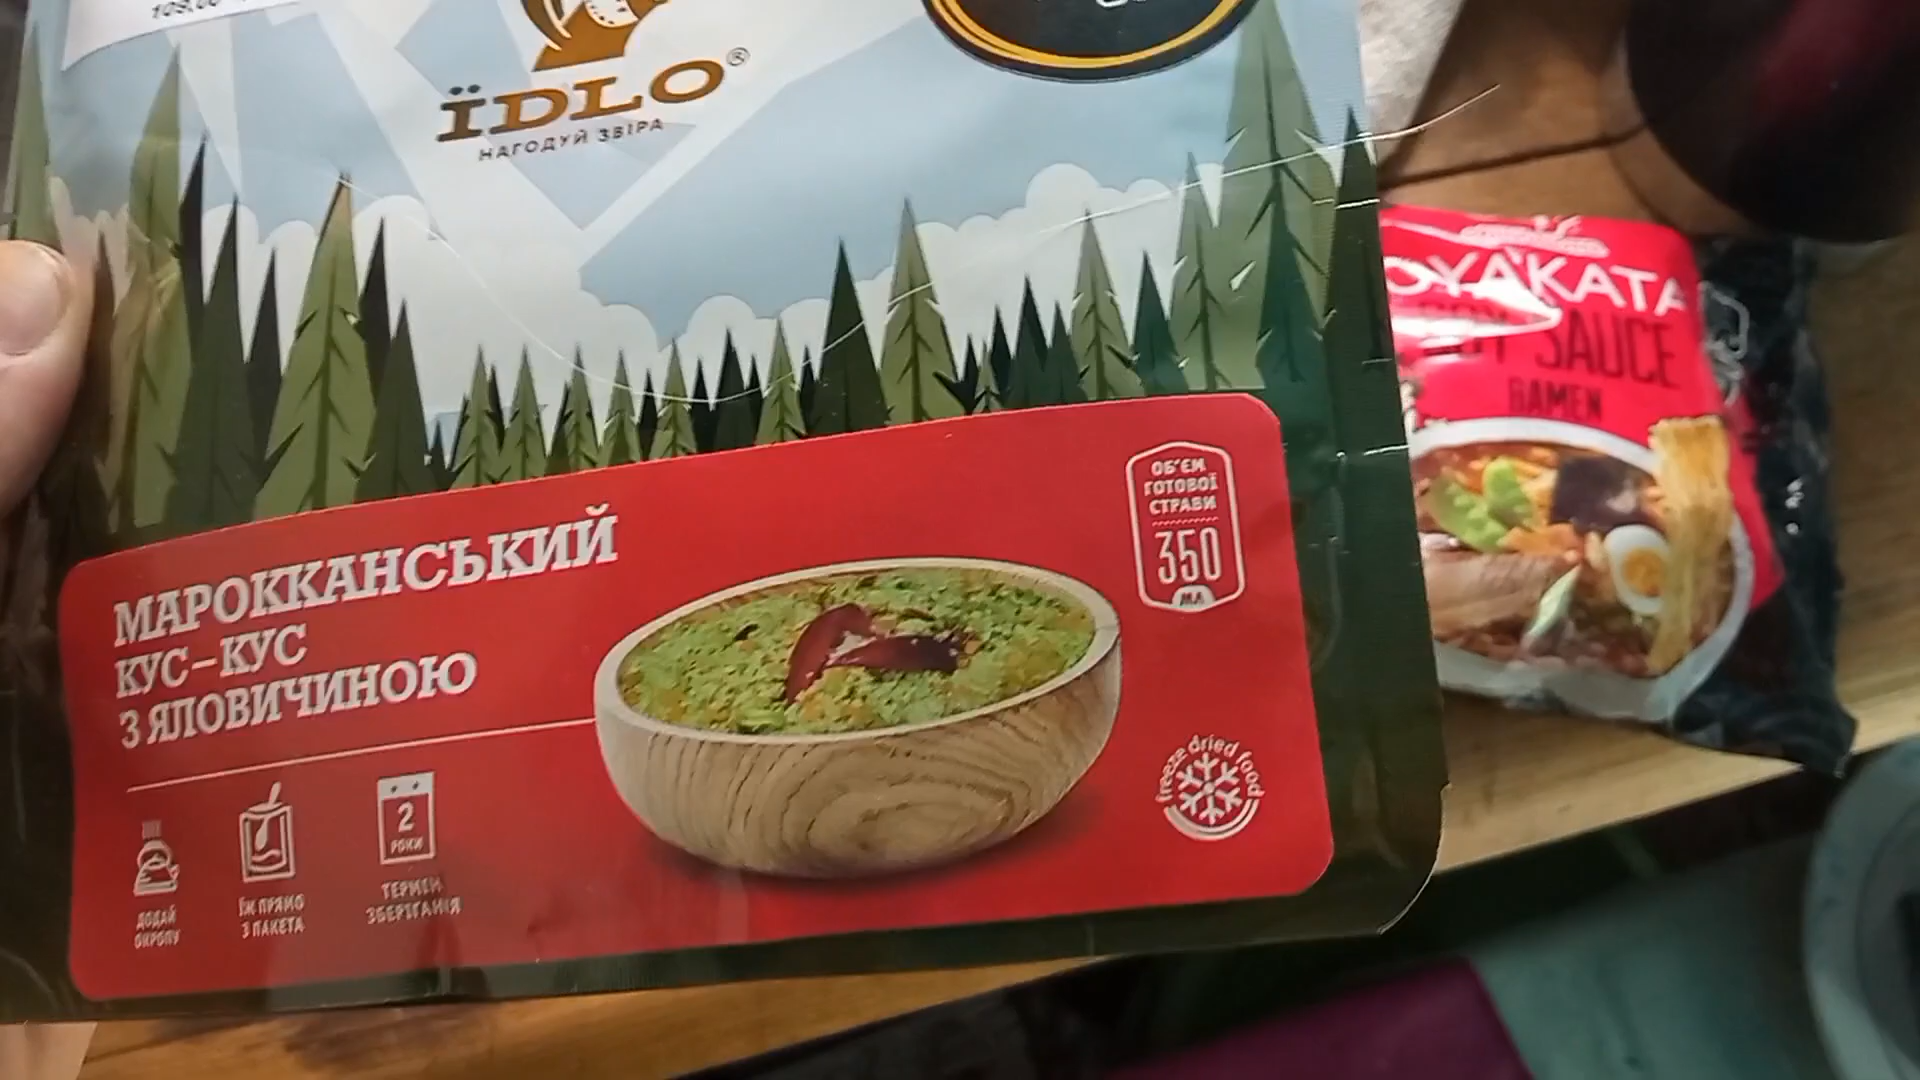 ЇDLO®
НАГОДУЙ ЗВІРА
МАРОККАНСЬКИЙ
КУС-КУС
З ЯЛОВИЧИНОЮ
ОБ'ЄМ
ГОТОВОЇ
СТРАВИ
350
МЛ
freeze dried food
ДОДАЙ
ОКРОПУ
ЇЖ ПРЯМО
З ПАКЕТА
2
РОКИ
ТЕРМІН
ЗБЕРІГАННЯ
OYAKATA
SOY SAUCE
RAMEN